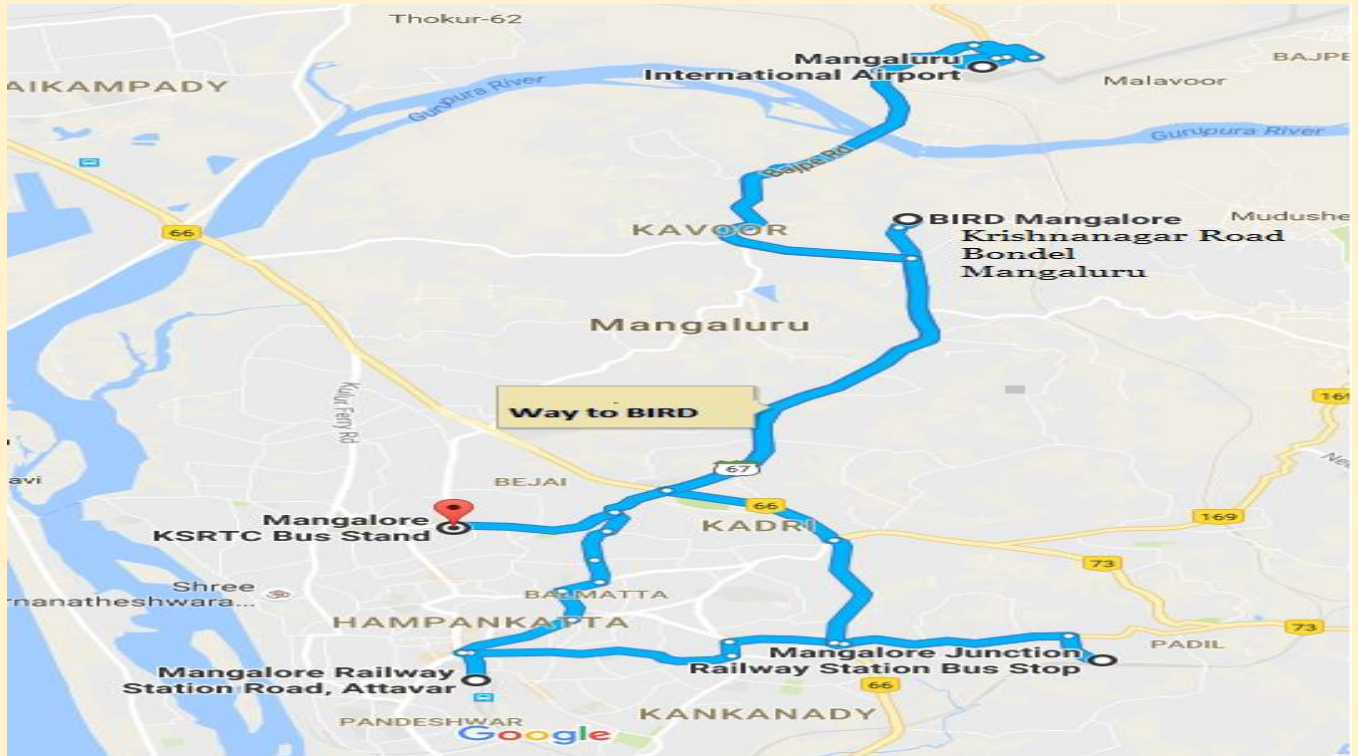 Thokur-62
Mangaluru
International Airport
BAJPE
AIKAMPADY
Malavoor
Gurupura River
Gurupura River
Bajpe Rd
BIRD Mangalore
Krishnanagar Road
Bondel
Mangaluru
Mudushe
KAVOOR
66
Mangaluru
Kulur Ferry Rd
Way to BIRD
169
67
BEJAI
avi
66
KADRI
169
Mangalore
KSRTC Bus Stand
73
Shree
rnanatheshwara...
BALMATTA
HAMPANKATTA
73
PADIL
Mangalore Junction
Railway Station Bus Stop
Mangalore Railway
Station Road, Attavar
66
KANKANADY
PANDESHWAR
Google